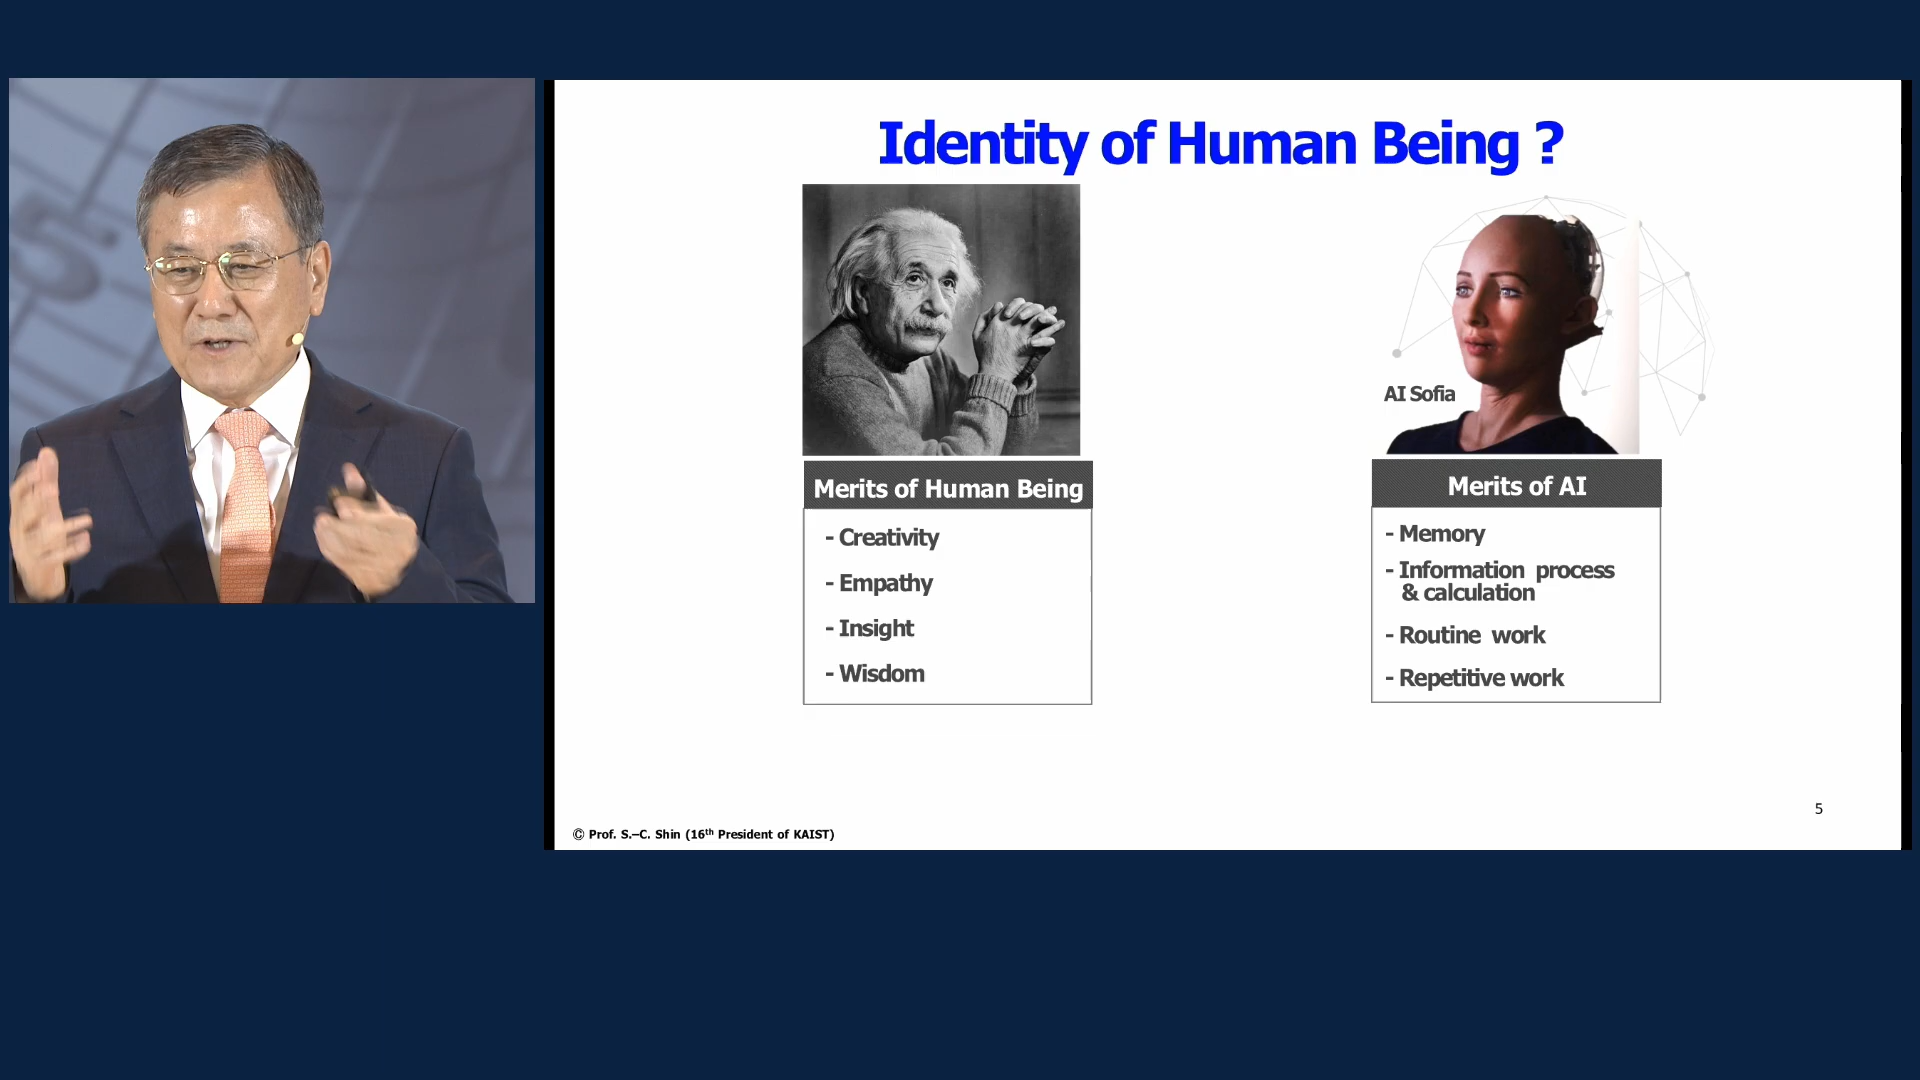 Identity of Human Being ?
AI Sofia
Merits of Human Being
- Creativity
- Empathy
- Insight
- Wisdom
Merits of AI
- Memory
- Information process
& calculation
- Routine work
- Repetitive work
5
© Prof. S.–C. Shin (16th President of KAIST)